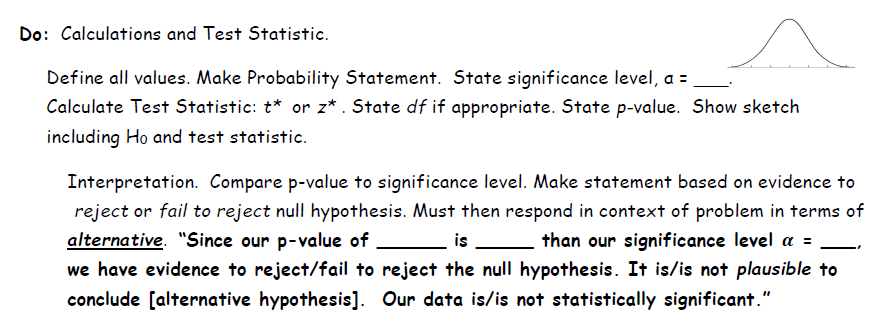 Do: Calculations and Test Statistic.
Define all values. Make Probability Statement. State significance level, α = ____.
Calculate Test Statistic: t* or z* . State df if appropriate. State p-value. Show sketch
including H₀ and test statistic.
Interpretation. Compare p-value to significance level. Make statement based on evidence to
reject or fail to reject null hypothesis. Must then respond in context of problem in terms of
alternative. “Since our p-value of _______ is ______ than our significance level α = ____,
we have evidence to reject/fail to reject the null hypothesis. It is/is not plausible to
conclude [alternative hypothesis]. Our data is/is not statistically significant.”